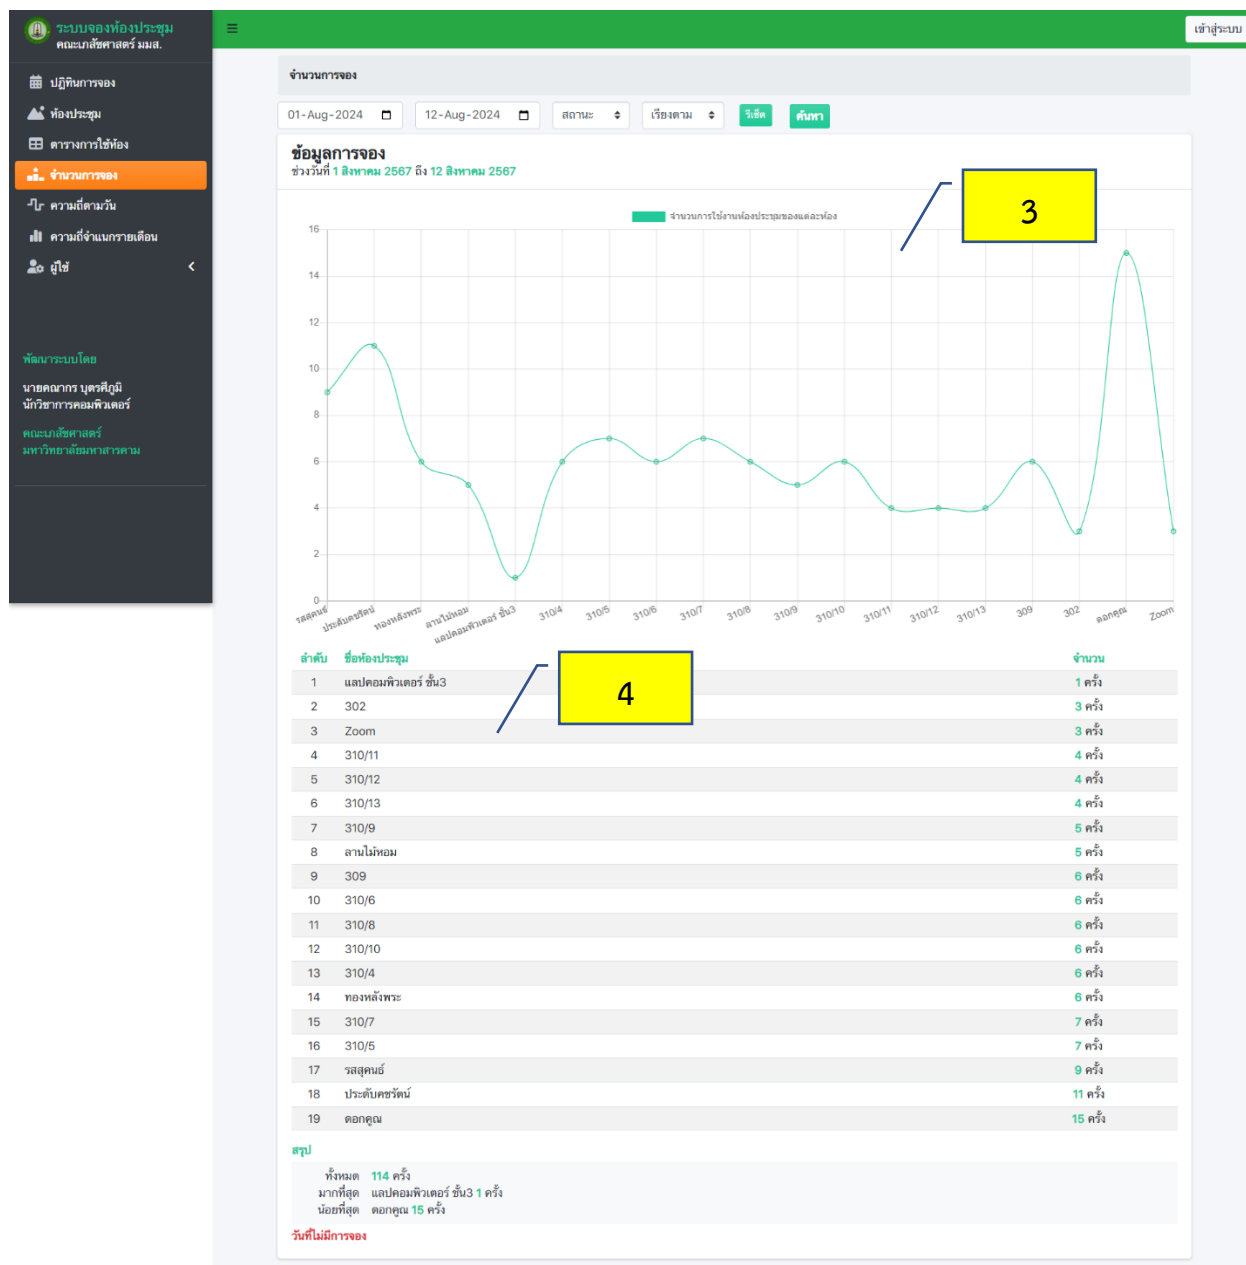 ระบบจองห้องประชุม
คณะเภสัชศาสตร์ มมส.
เข้าสู่ระบบ
ปฏิทินการจอง
ห้องประชุม
ตารางการใช้ห้อง
จำนวนการจอง
ความถี่ตามวัน
ความถี่จำแนกรายเดือน
ผู้ใช้
พัฒนาระบบโดย
นายคณากร บุตรศีภูมิ
นักวิชาการคอมพิวเตอร์
คณะเภสัชศาสตร์
มหาวิทยาลัยมหาสารคาม
จำนวนการจอง
01-Aug-2024 12-Aug-2024 สถานะ เรียงตาม รีเซ็ต ค้นหา
ข้อมูลการจอง
ช่วงวันที่ 1 สิงหาคม 2567 ถึง 12 สิงหาคม 2567
3
จำนวนการใช้งานห้องประชุมของแต่ละห้อง
16
14
12
10
8
6
4
2
0
รสสุคนธ์ ประดับคชรัตน์ ทองหลังพระ ลานไม้หอม แลปคอมพิวเตอร์ ชั้น3 310/4 310/5 310/6 310/7 310/8 310/9 310/10 310/11 310/12 310/13 309 302 ดอกคูณ Zoom
4
ลำดับ ชื่อห้องประชุม จำนวน
1 แลปคอมพิวเตอร์ ชั้น3 1 ครั้ง
2 302 3 ครั้ง
3 Zoom 3 ครั้ง
4 310/11 4 ครั้ง
5 310/12 4 ครั้ง
6 310/13 4 ครั้ง
7 310/9 5 ครั้ง
8 ลานไม้หอม 5 ครั้ง
9 309 6 ครั้ง
10 310/6 6 ครั้ง
11 310/8 6 ครั้ง
12 310/10 6 ครั้ง
13 310/4 6 ครั้ง
14 ทองหลังพระ 6 ครั้ง
15 310/7 7 ครั้ง
16 310/5 7 ครั้ง
17 รสสุคนธ์ 9 ครั้ง
18 ประดับคชรัตน์ 11 ครั้ง
19 ดอกคูณ 15 ครั้ง
สรุป
ทั้งหมด 114 ครั้ง
มากที่สุด แลปคอมพิวเตอร์ ชั้น3 1 ครั้ง
น้อยที่สุด ดอกคูณ 15 ครั้ง
วันที่ไม่มีการจอง